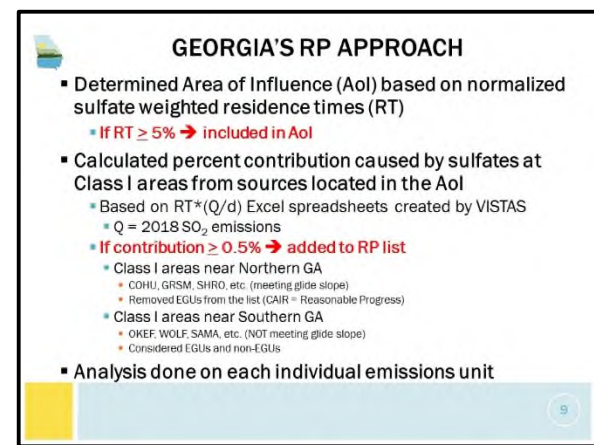 GEORGIA'S RP APPROACH
▪ Determined Area of Influence (AoI) based on normalized
sulfate weighted residence times (RT)
▪ If RT ≥ 5% ➔ included in AoI
▪ Calculated percent contribution caused by sulfates at
Class I areas from sources located in the AoI
▪ Based on RT*(Q/d) Excel spreadsheets created by VISTAS
▪ Q = 2018 SO₂ emissions
▪ If contribution ≥ 0.5% ➔ added to RP list
▪ Class I areas near Northern GA
▪ COHU, GRSM, SHRO, etc. (meeting glide slope)
▪ Removed EGUs from the list (CAIR = Reasonable Progress)
▪ Class I areas near Southern GA
▪ OKEF, WOLF, SAMA, etc. (NOT meeting glide slope)
▪ Considered EGUs and non-EGUs
▪ Analysis done on each individual emissions unit
9